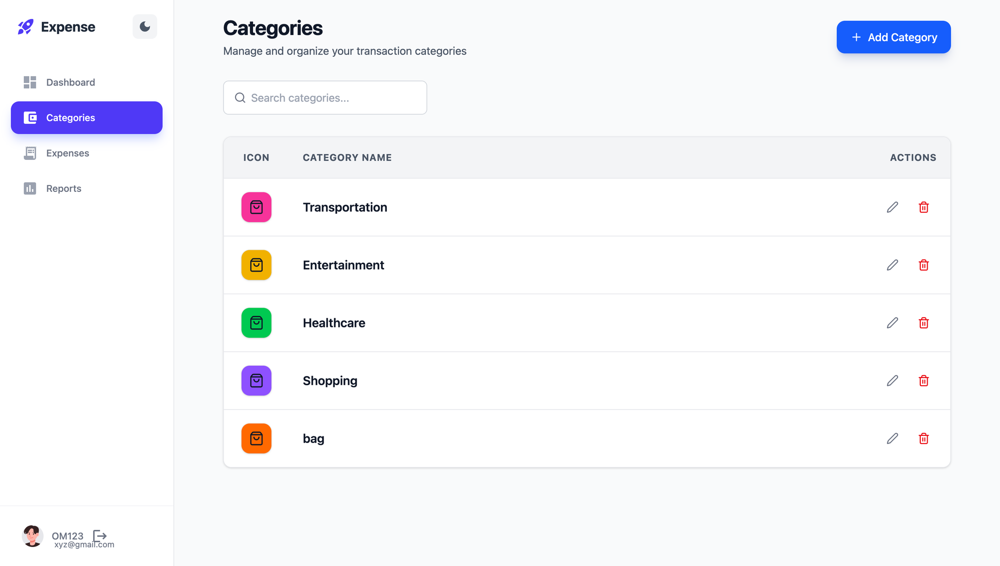 Expense
Dashboard
Categories
Expenses
Reports
OM123
xyz@gmail.com
Categories
Manage and organize your transaction categories
Add Category
Search categories...
ICON CATEGORY NAME ACTIONS
Transportation
Entertainment
Healthcare
Shopping
bag